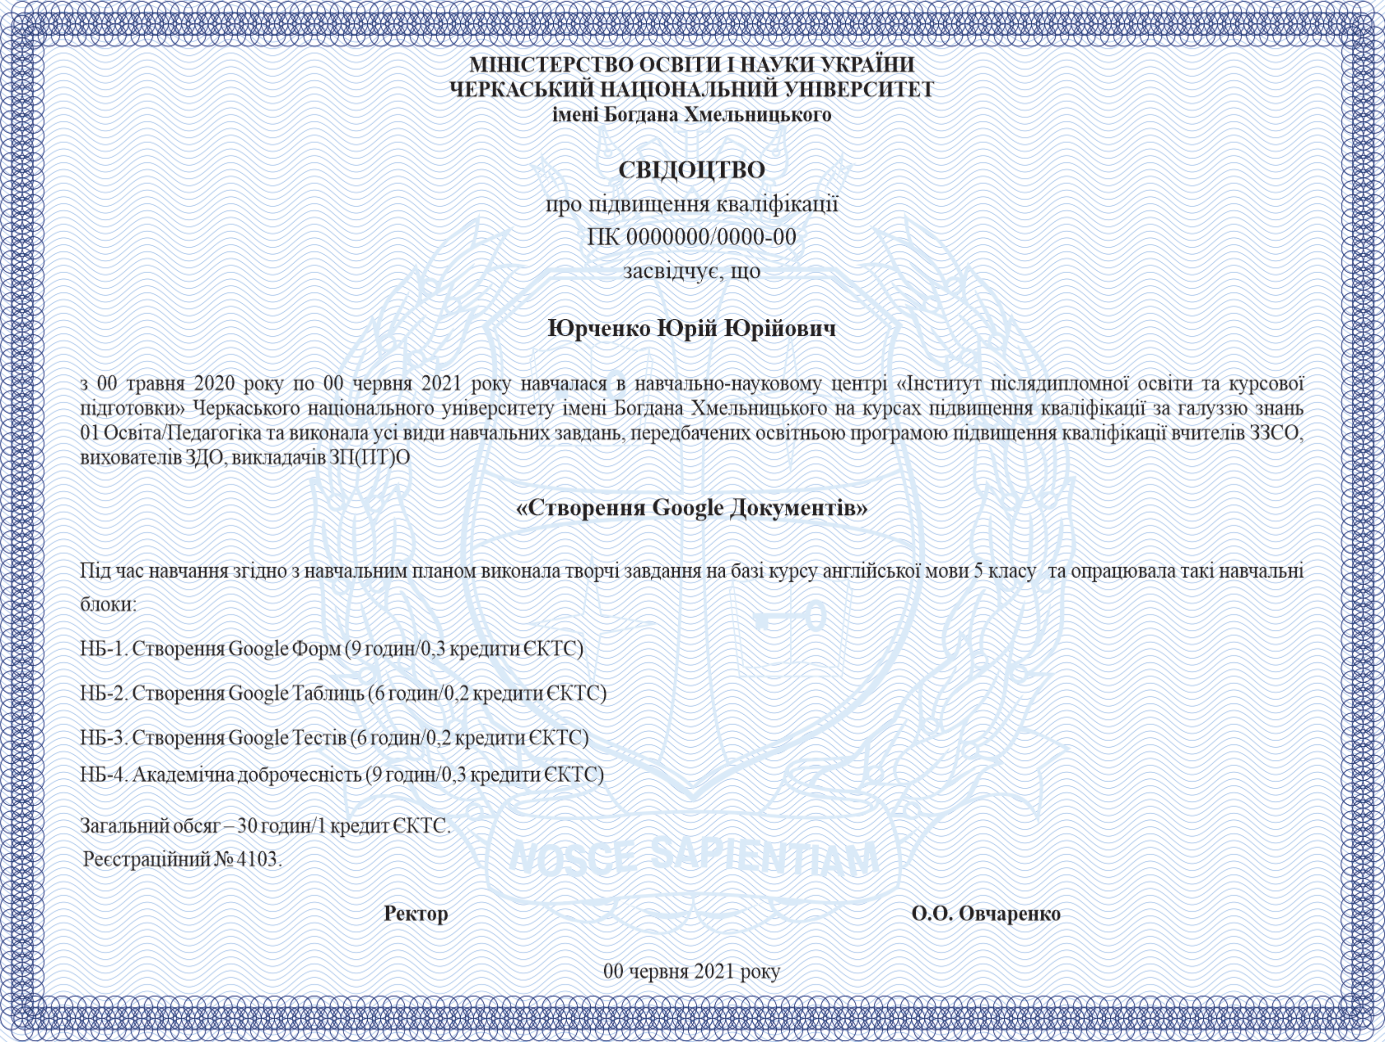 МІНІСТЕРСТВО ОСВІТИ І НАУКИ УКРАЇНИ
ЧЕРКАСЬКИЙ НАЦІОНАЛЬНИЙ УНІВЕРСИТЕТ
імені Богдана Хмельницького
СВІДОЦТВО
про підвищення кваліфікації
ПК 0000000/0000-00
засвідчує, що
Юрченко Юрій Юрійович
з 00 травня 2020 року по 00 червня 2021 року навчалася в навчально-науковому центрі «Інститут післядипломної освіти та курсової
підготовки» Черкаського національного університету імені Богдана Хмельницького на курсах підвищення кваліфікації за галуззю знань
01 Освіта/Педагогіка та виконала усі види навчальних завдань, передбачених освітньою програмою підвищення кваліфікації вчителів ЗЗСО,
вихователів ЗДО, викладачів ЗП(ПТ)О
«Створення Google Документів»
Під час навчання згідно з навчальним планом виконала творчі завдання на базі курсу англійської мови 5 класу та опрацювала такі навчальні
блоки:
НБ-1. Створення Google Форм (9 годин/0,3 кредити ЄКТС)
НБ-2. Створення Google Таблиць (6 годин/0,2 кредити ЄКТС)
НБ-3. Створення Google Тестів (6 годин/0,2 кредити ЄКТС)
НБ-4. Академічна доброчесність (9 годин/0,3 кредити ЄКТС)
Загальний обсяг – 30 годин/1 кредит ЄКТС.
Реєстраційний № 4103.
NOSCE SAPIENTIAM
Ректор О.О. Овчаренко
00 червня 2021 року